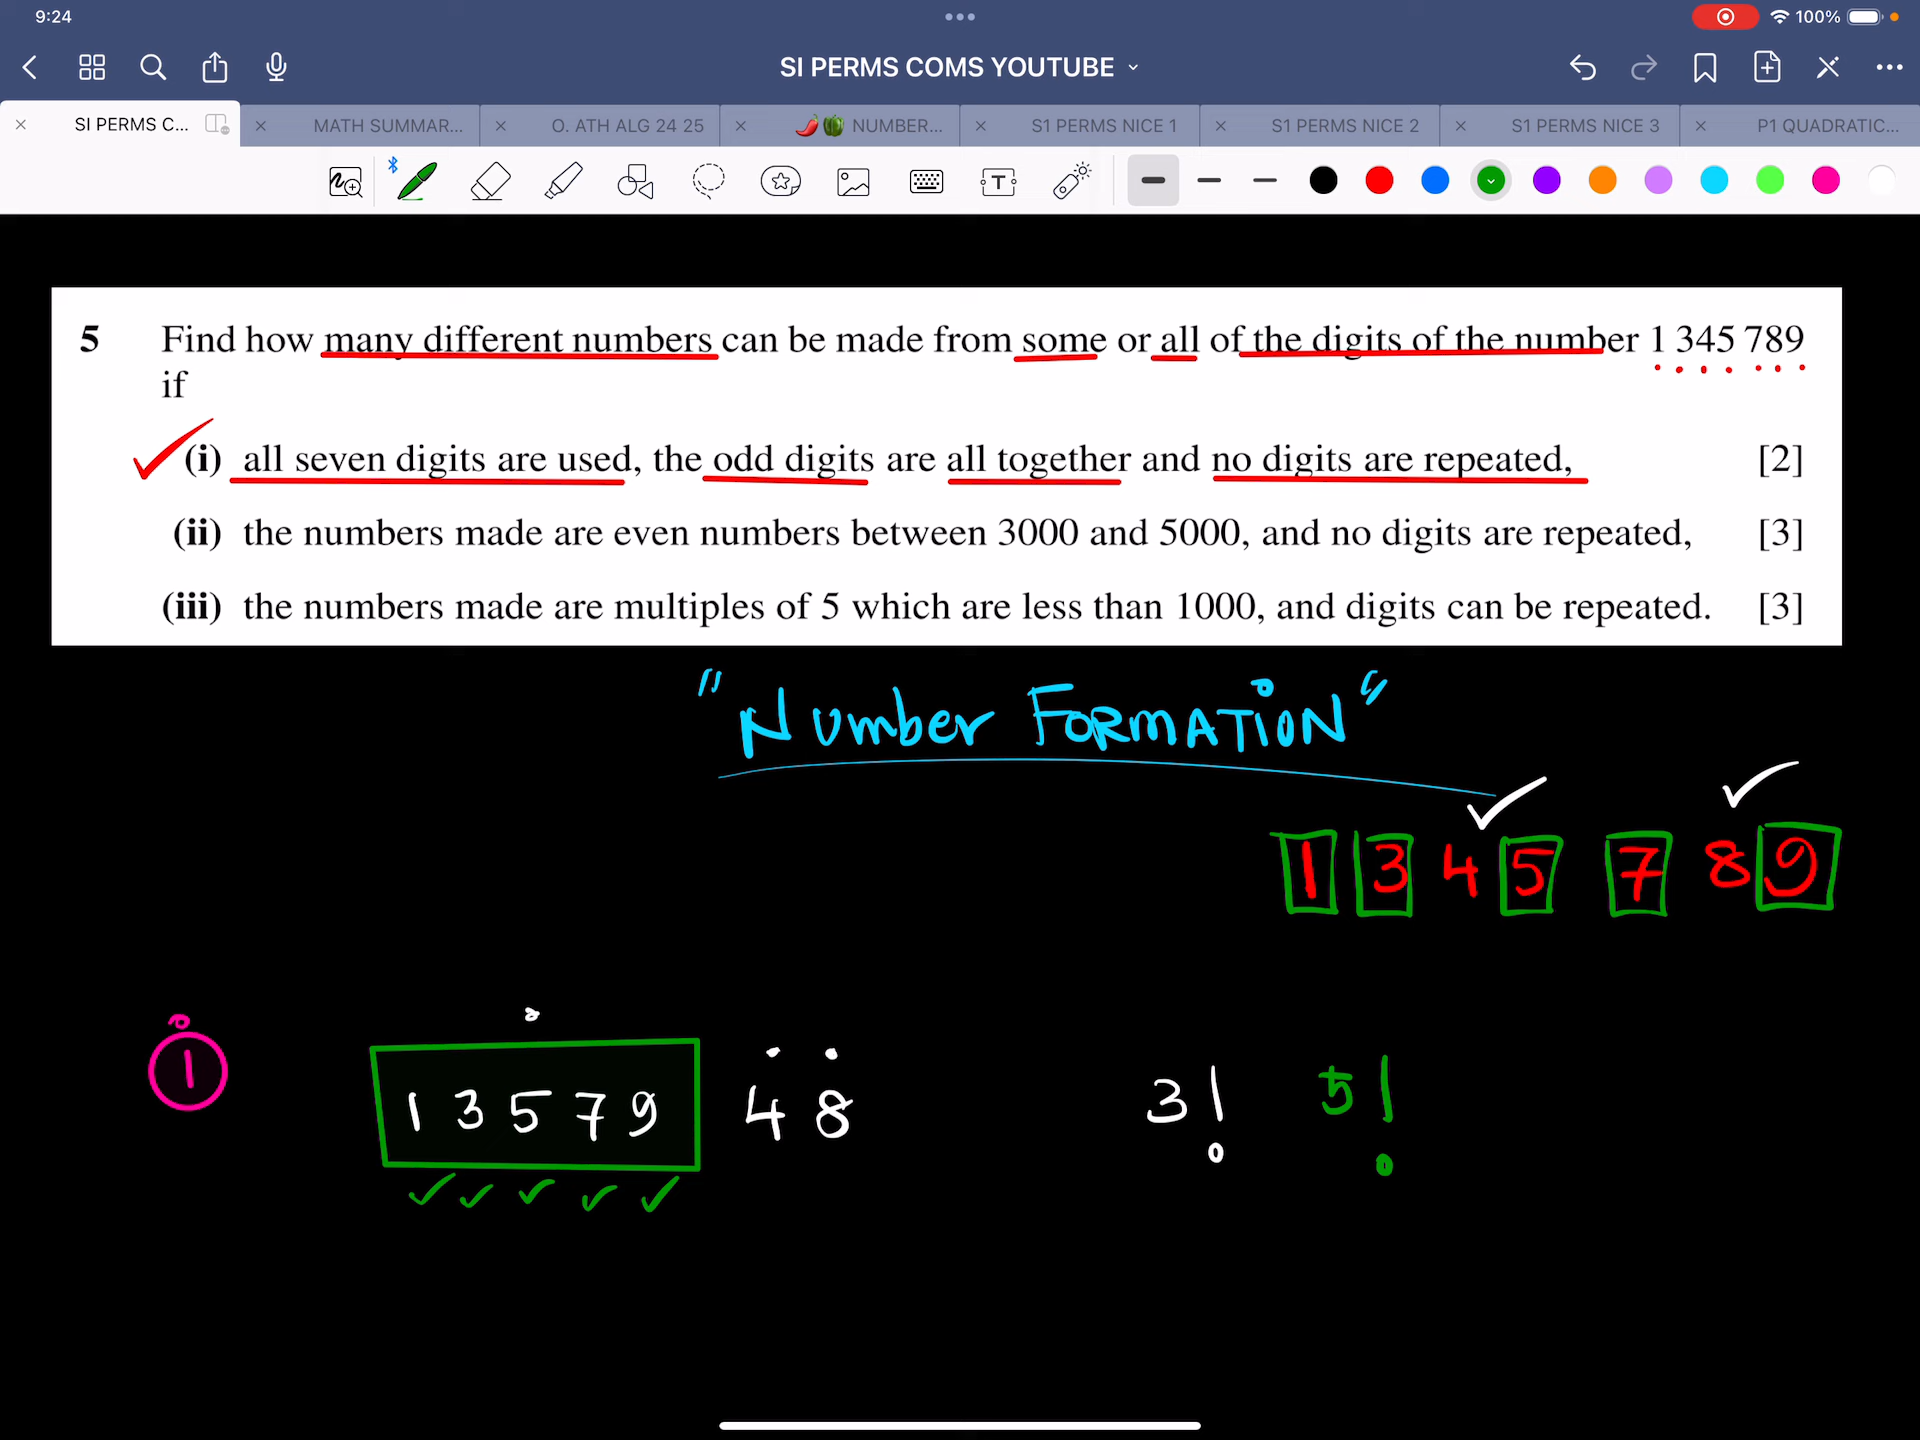 9:24
100%
SI PERMS COMS YOUTUBE
SI PERMS C...
MATH SUMMAR...
O. ATH ALG 24 25
NUMBER...
S1 PERMS NICE 1
S1 PERMS NICE 2
S1 PERMS NICE 3
P1 QUADRATIC...
5 Find how many different numbers can be made from some or all of the digits of the number 1 345 789
if
(i) all seven digits are used, the odd digits are all together and no digits are repeated, [2]
(ii) the numbers made are even numbers between 3000 and 5000, and no digits are repeated, [3]
(iii) the numbers made are multiples of 5 which are less than 1000, and digits can be repeated. [3]
"Number FORMATiON"
1 3 4 5 7 8 9
1 1 3 5 7 9 4 8 3! 5!